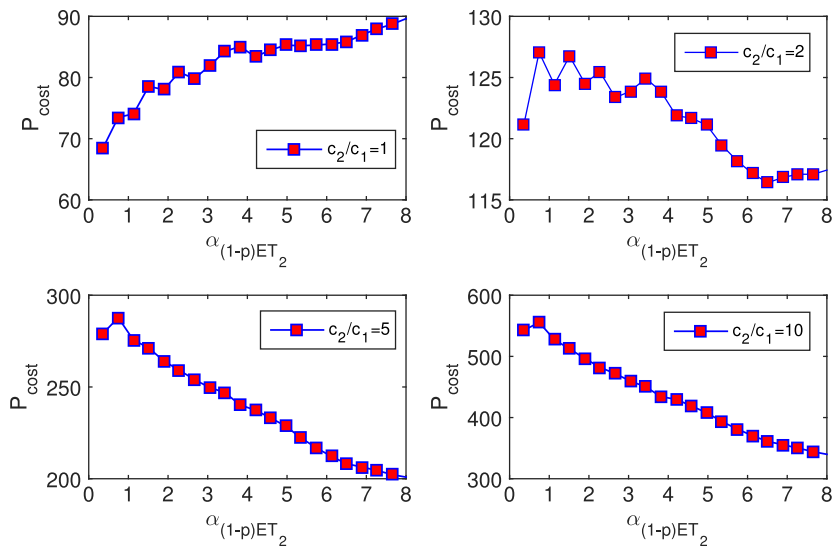 90
80
70
60
P_cost
c_2/c_1=1
0 1 2 3 4 5 6 7 8
α_(1-p)ET_2
130
125
120
115
P_cost
c_2/c_1=2
0 1 2 3 4 5 6 7 8
α_(1-p)ET_2
300
250
200
P_cost
c_2/c_1=5
0 1 2 3 4 5 6 7 8
α_(1-p)ET_2
600
500
400
300
P_cost
c_2/c_1=10
0 1 2 3 4 5 6 7 8
α_(1-p)ET_2